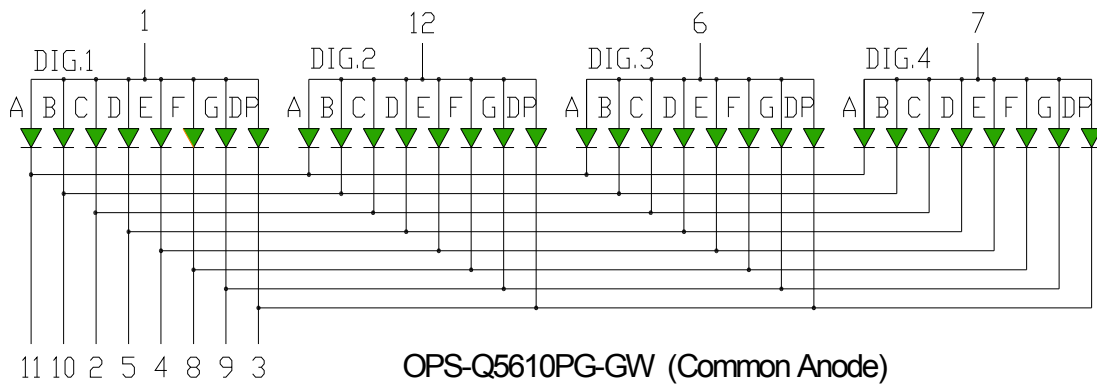 1 12 6 7
DIG.1 DIG.2 DIG.3 DIG.4
A B C D E F G DP A B C D E F G DP A B C D E F G DP A B C D E F G DP
11 10 2 5 4 8 9 3
OPS-Q5610PG-GW (Common Anode)